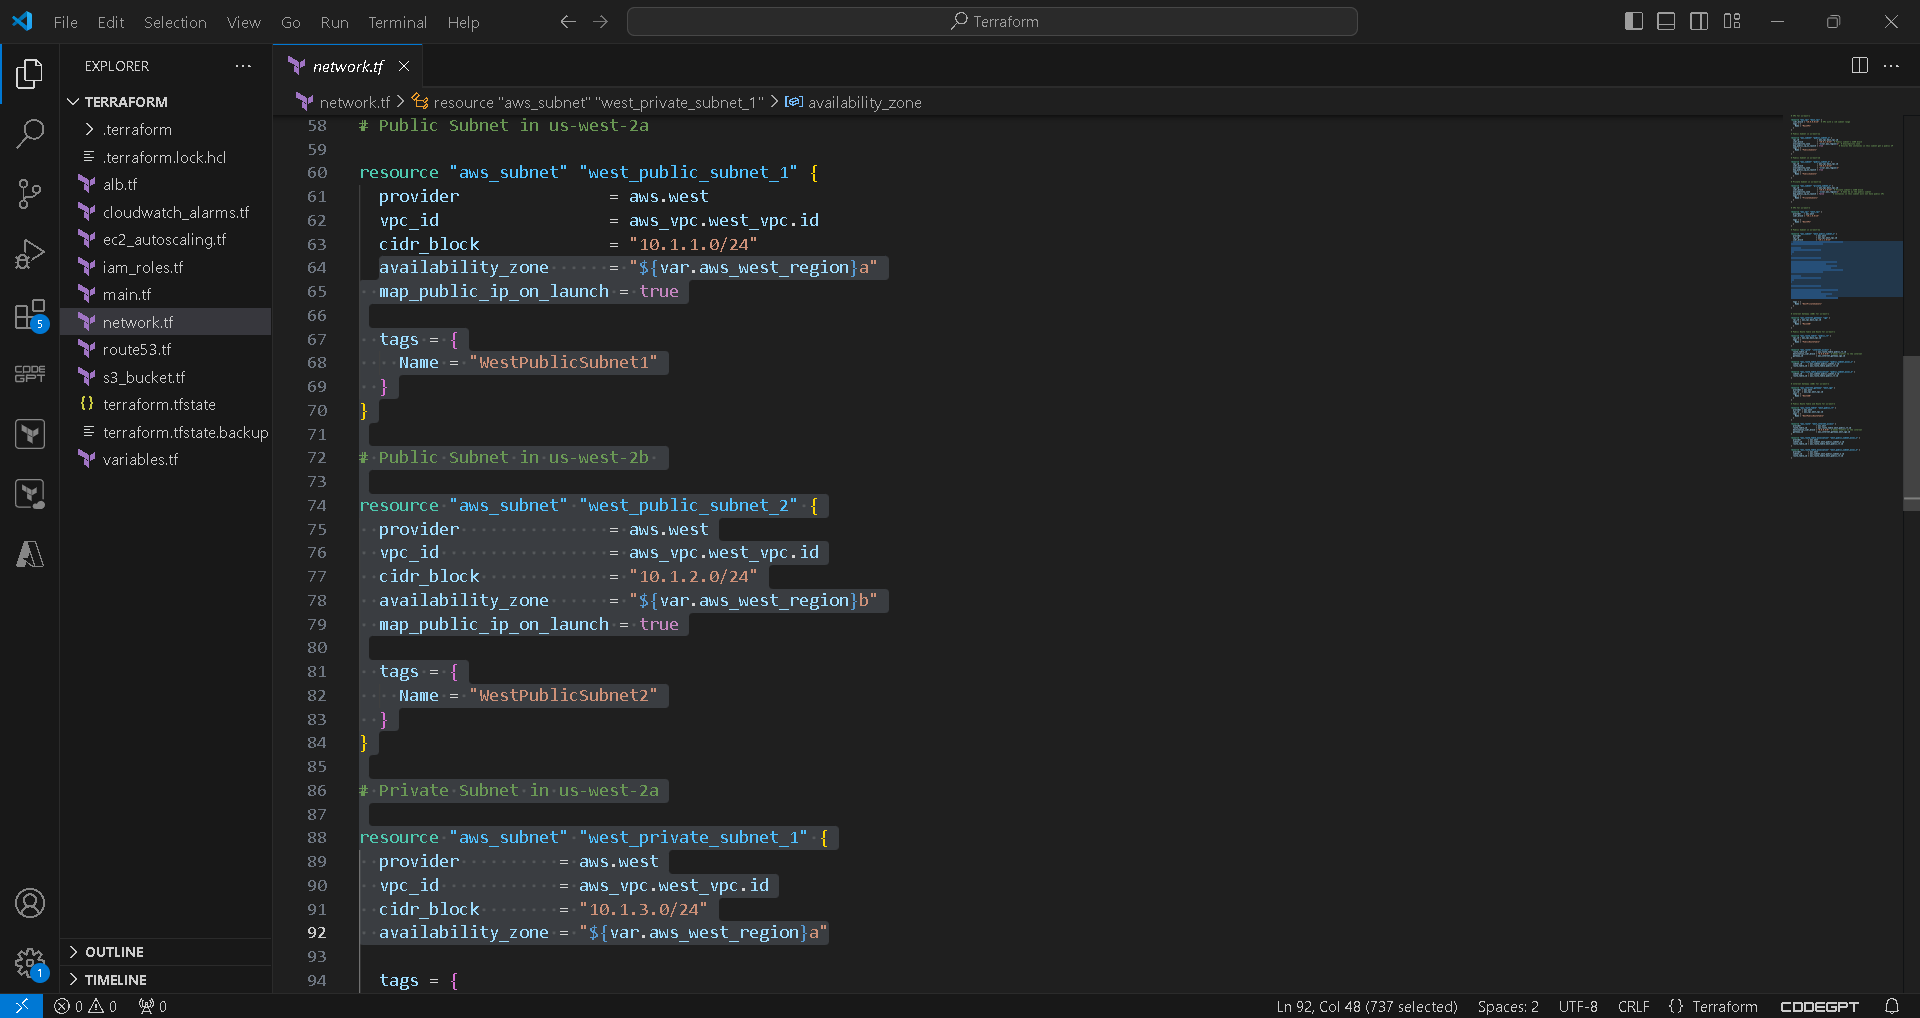 File Edit Selection View Go Run Terminal Help
Terraform
EXPLORER
network.tf
TERRAFORM
network.tf > resource "aws_subnet" "west_private_subnet_1" > availability_zone
.terraform
.terraform.lock.hcl
alb.tf
cloudwatch_alarms.tf
ec2_autoscaling.tf
iam_roles.tf
main.tf
network.tf
route53.tf
s3_bucket.tf
terraform.tfstate
terraform.tfstate.backup
variables.tf
OUTLINE
TIMELINE
5
CODE GPT
1
58 # Public Subnet in us-west-2a
59
60 resource "aws_subnet" "west_public_subnet_1" {
61 provider = aws.west
62 vpc_id = aws_vpc.west_vpc.id
63 cidr_block = "10.1.1.0/24"
64 availability_zone = "${var.aws_west_region}a"
65 map_public_ip_on_launch = true
66
67 tags = {
68 Name = "WestPublicSubnet1"
69 }
70 }
71
72 # Public Subnet in us-west-2b
73
74 resource "aws_subnet" "west_public_subnet_2" {
75 provider = aws.west
76 vpc_id = aws_vpc.west_vpc.id
77 cidr_block = "10.1.2.0/24"
78 availability_zone = "${var.aws_west_region}b"
79 map_public_ip_on_launch = true
80
81 tags = {
82 Name = "WestPublicSubnet2"
83 }
84 }
85
86 # Private Subnet in us-west-2a
87
88 resource "aws_subnet" "west_private_subnet_1" {
89 provider = aws.west
90 vpc_id = aws_vpc.west_vpc.id
91 cidr_block = "10.1.3.0/24"
92 availability_zone = "${var.aws_west_region}a"
93
94 tags = {
0 0 0 Ln 92, Col 48 (737 selected) Spaces: 2 UTF-8 CRLF {} Terraform CODEGPT